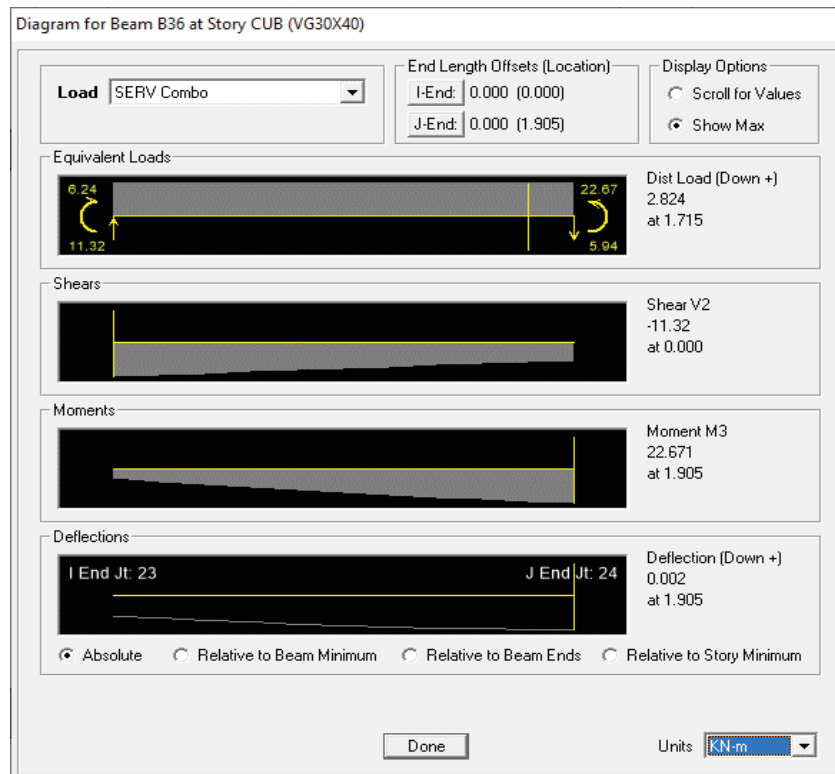 Diagram for Beam B36 at Story CUB (VG30X40)
Load SERV Combo
End Length Offsets (Location)
I-End: 0.000 (0.000)
J-End: 0.000 (1.905)
Display Options
Scroll for Values
Show Max
Equivalent Loads
6.24 22.67
11.32 5.94
Dist Load (Down +)
2.824
at 1.715
Shears
Shear V2
-11.32
at 0.000
Moments
Moment M3
22.671
at 1.905
Deflections
I End Jt: 23 J End Jt: 24
Deflection (Down +)
0.002
at 1.905
Absolute Relative to Beam Minimum Relative to Beam Ends Relative to Story Minimum
Done
Units KN-m